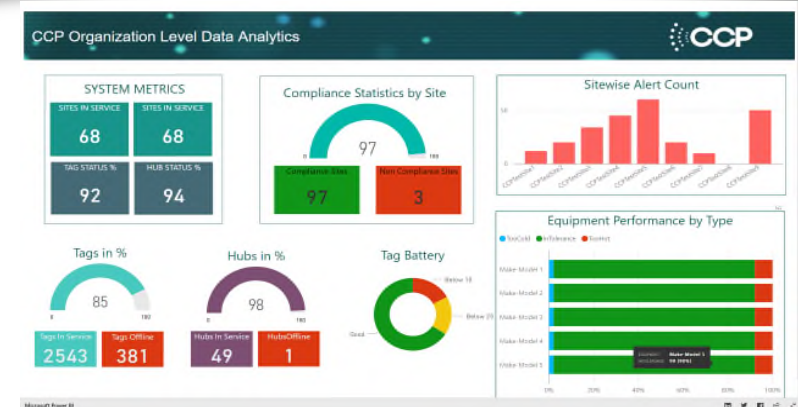 CCP Organization Level Data Analytics
CCP
SYSTEM METRICS
SITES IN SERVICE
SITES IN SERVICE
68
68
TAG STATUS %
HUB STATUS %
92
94
Compliance Statistics by Site
97
0
100
Compliance Sites
Non Compliance Sites
97
3
Sitewise Alert Count
50
0
Equipment Performance by Type
TooCold
InTolerance
TooHot
Make-Model 1
Make-Model 2
Make-Model 3
Make-Model 4
Make-Model 5
Make-Model 5
0%
20%
40%
60%
80%
100%
Tags in %
85
0
100
Tags In Service
Tags Offline
2543
381
Hubs in %
98
0
100
Hubs In Service
HubsOffline
49
1
Tag Battery
Below 10
Below 20
Good
Microsoft Power BI